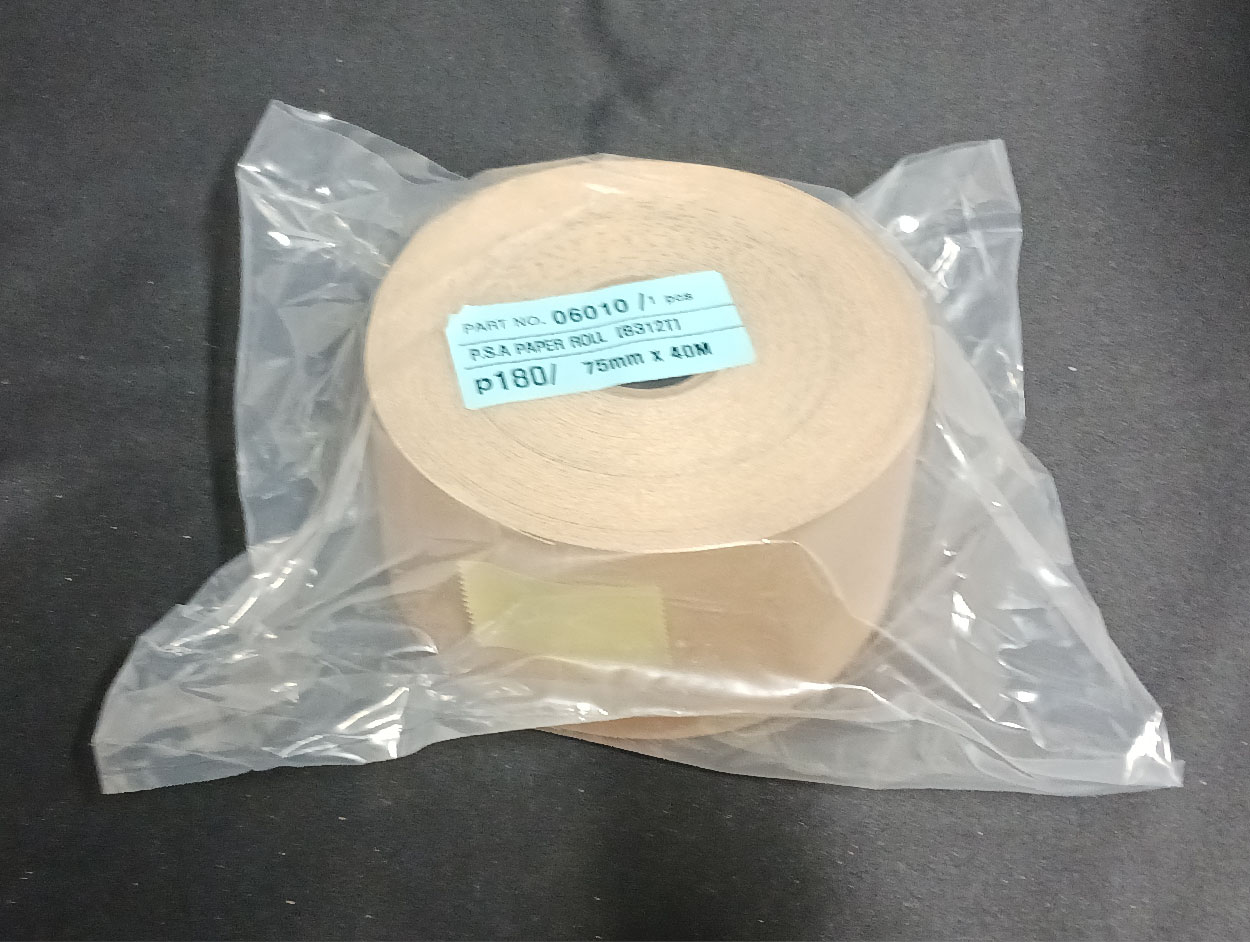 PART NO. 06010 /1 pcs
P.S.A PAPER ROLL [8312T]
p180/ 75mm x 40M